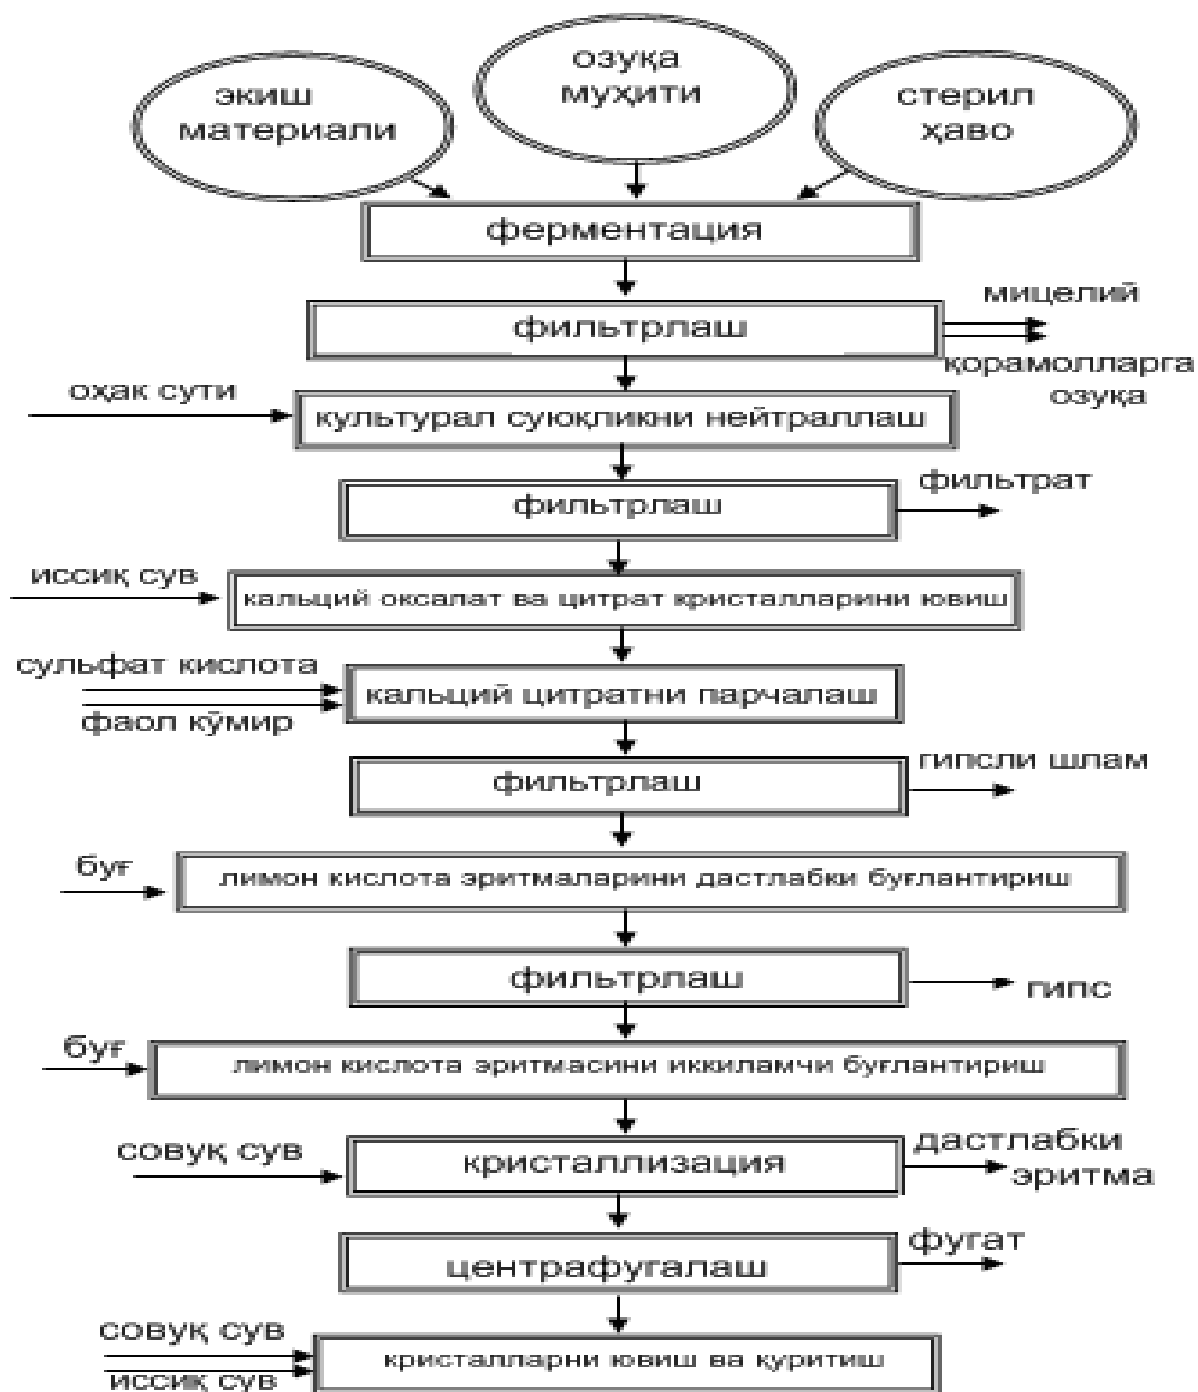 экиш
материали
озуқа
муҳити
стерил
ҳаво
ферментация
фильтрлаш
мицелий
қорамолларга
озуқа
оҳак сути
культурал суюқликни нейтраллаш
фильтрлаш
фильтрат
иссиқ сув
кальций оксалат ва цитрат кристалларини ювиш
сульфат кислота
фаол кўмир
кальций цитратни парчалаш
фильтрлаш
гипсли шлам
буғ
лимон кислота эритмаларини дастлабки буғлантириш
фильтрлаш
гипс
буғ
лимон кислота эритмасини иккиламчи буғлантириш
совуқ сув
кристаллизация
дастлабки
эритма
центрафугалаш
фугат
совуқ сув
иссиқ сув
кристалларни ювиш ва қуритиш